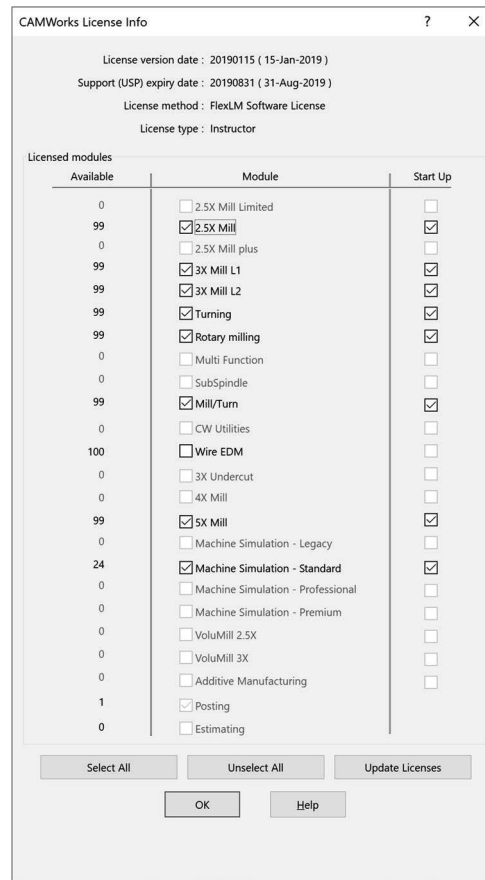 CAMWorks License Info ? X
License version date : 20190115 ( 15-Jan-2019 )
Support (USP) expiry date : 20190831 ( 31-Aug-2019 )
License method : FlexLM Software License
License type : Instructor
Licensed modules
Available Module Start Up
0 2.5X Mill Limited
99 2.5X Mill
0 2.5X Mill plus
99 3X Mill L1
99 3X Mill L2
99 Turning
99 Rotary milling
0 Multi Function
0 SubSpindle
99 Mill/Turn
0 CW Utilities
100 Wire EDM
0 3X Undercut
0 4X Mill
99 5X Mill
0 Machine Simulation - Legacy
24 Machine Simulation - Standard
0 Machine Simulation - Professional
0 Machine Simulation - Premium
0 VoluMill 2.5X
0 VoluMill 3X
0 Additive Manufacturing
1 Posting
0 Estimating
Select All Unselect All Update Licenses
OK Help